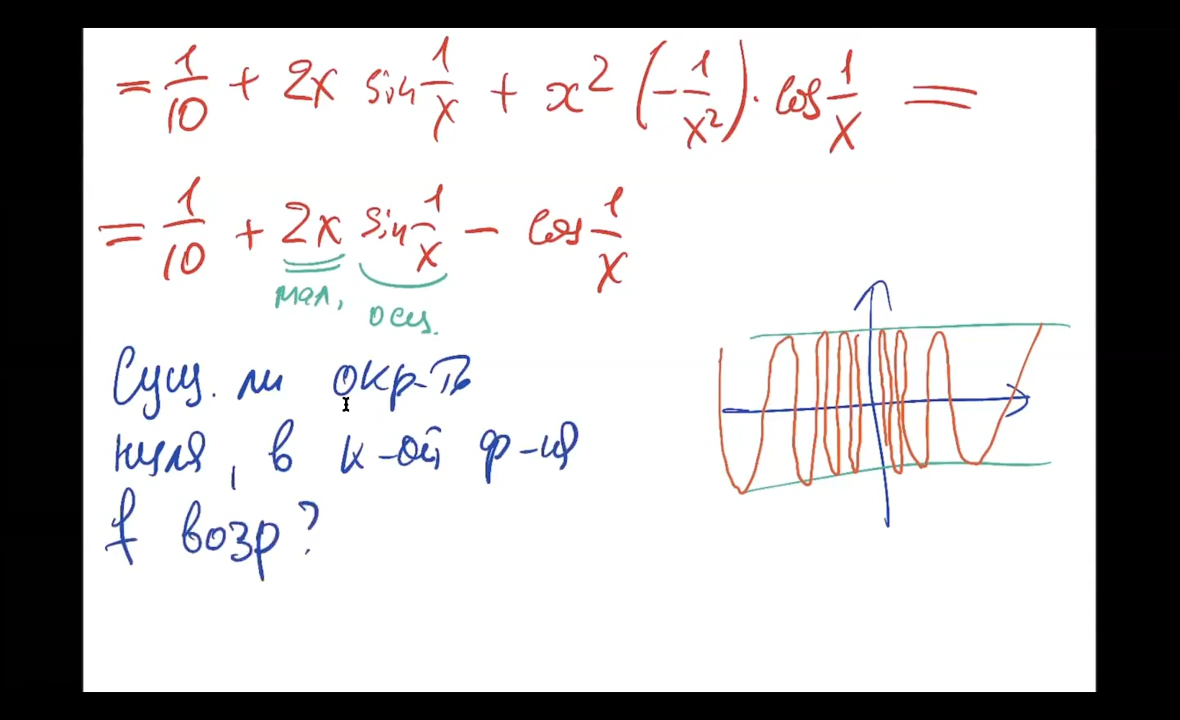 = 1/10 + 2x sin 1/x + x² (-1/x²) · cos 1/x =
= 1/10 + 2x sin 1/x - cos 1/x
мал, осц.
Сущ. ли окр-ть
нуля, в к-ой ф-ия
f возр?